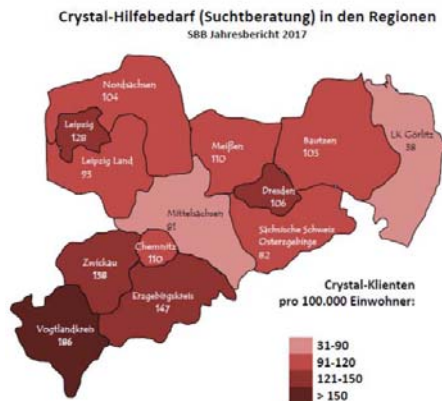 Crystal-Hilfebedarf (Suchtberatung) in den Regionen
SBB Jahresbericht 2017
Nordsachsen
104
Leipzig
128
Leipzig Land
93
Meißen
110
Bautzen
105
LK Görlitz
38
Dresden
106
Mittelsachsen
91
Sächsische Schweiz
Osterzgebirge
82
Chemnitz
110
Zwickau
138
Erzgebirgskreis
147
Vogtlandkreis
186
Crystal-Klienten
pro 100.000 Einwohner:
31-90
91-120
121-150
> 150